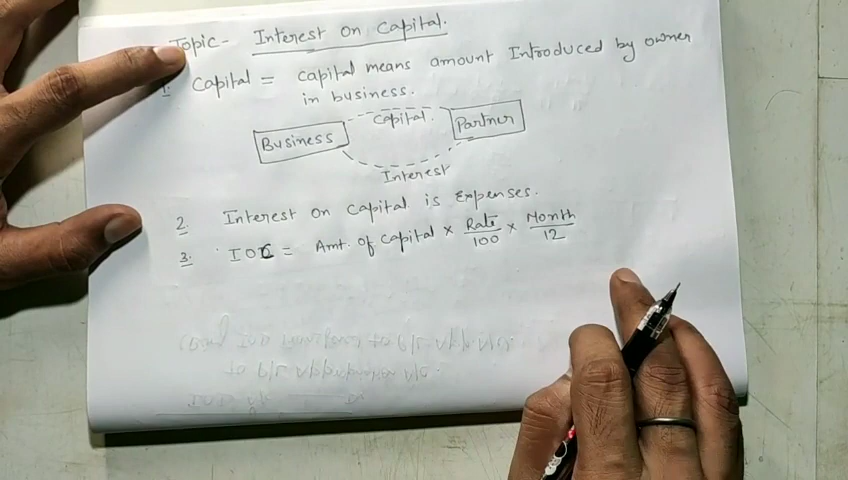 Topic- Interest on Capital.
1. Capital = capital means amount Introduced by owner
in business.
Business Capital. Partner
Interest
2. Interest on Capital is Expenses.
3. IOC = Amt. of Capital × Rate/100 × Month/12